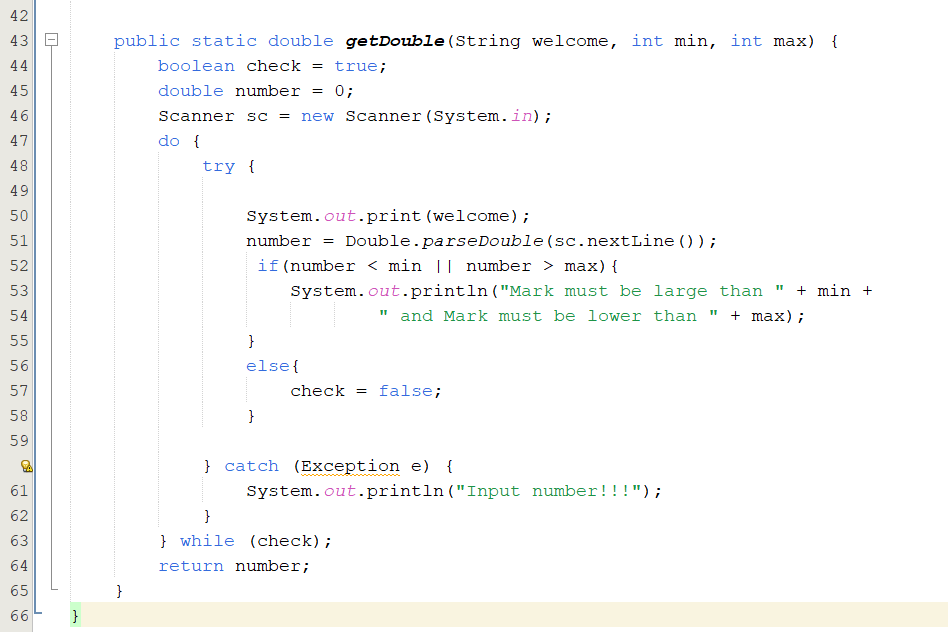 42
43 public static double getDouble(String welcome, int min, int max) {
44 boolean check = true;
45 double number = 0;
46 Scanner sc = new Scanner(System.in);
47 do {
48 try {
49
50 System.out.print(welcome);
51 number = Double.parseDouble(sc.nextLine());
52 if(number < min || number > max){
53 System.out.println("Mark must be large than " + min +
54 " and Mark must be lower than " + max);
55 }
56 else{
57 check = false;
58 }
59
} catch (Exception e) {
61 System.out.println("Input number!!!");
62 }
63 } while (check);
64 return number;
65 }
66 }